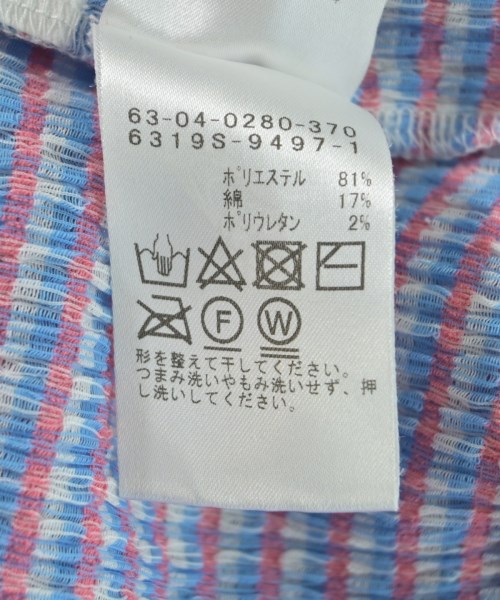 63-04-0280-370
6319S-9497-1
ポリエステル 81%
綿 17%
ポリウレタン 2%
F W
形を整えて干してください。
つまみ洗いやもみ洗いせず、押
し洗いしてください。